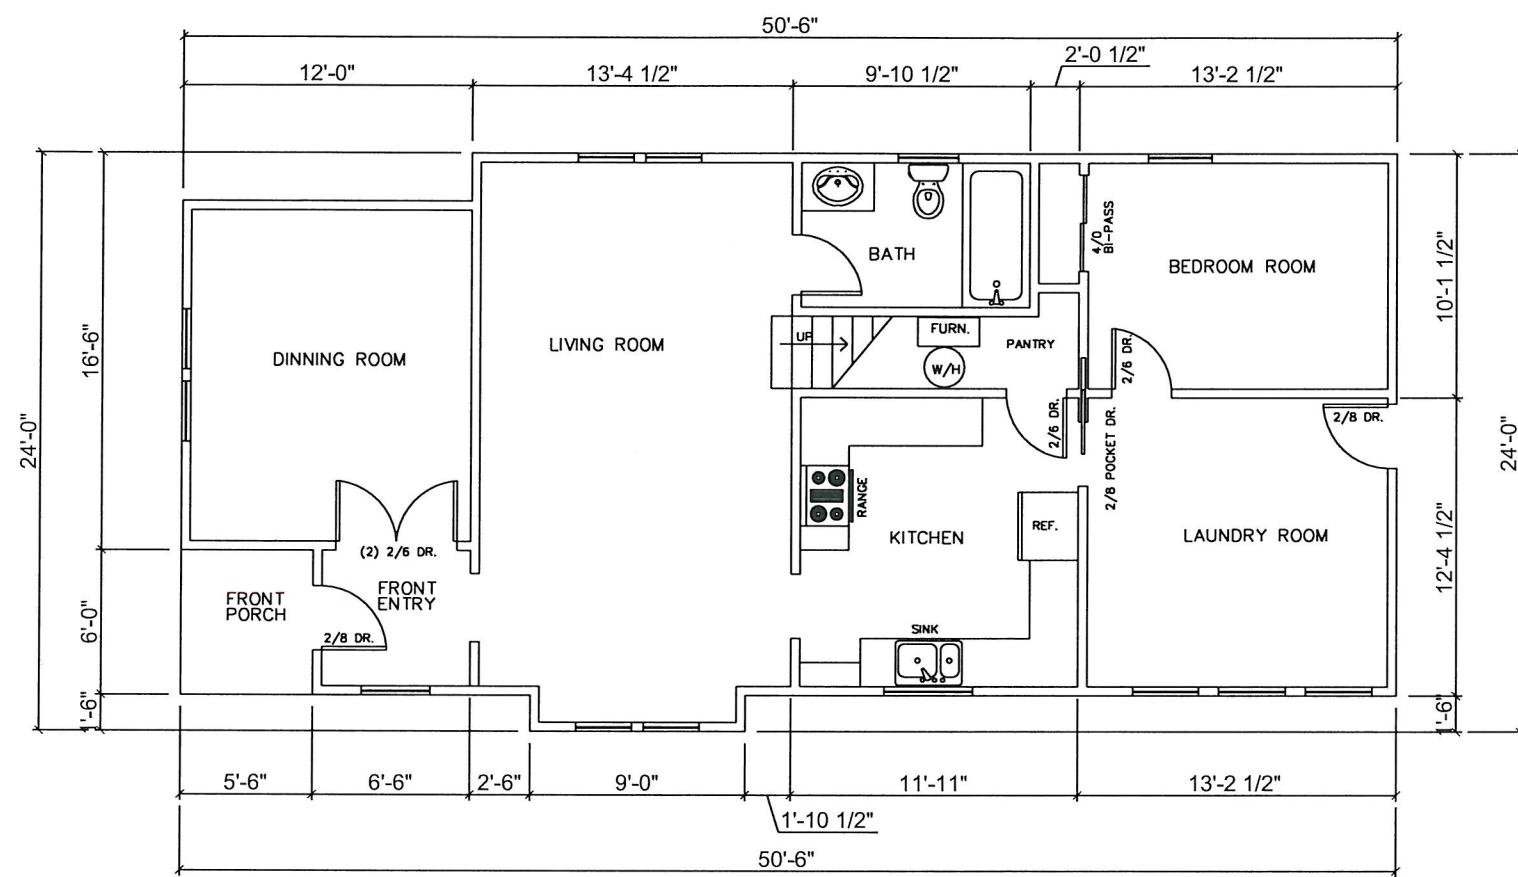 50'-6"
2'-0 1/2"
12'-0"
13'-4 1/2"
9'-10 1/2"
13'-2 1/2"
4/0
BI-PASS
BATH
BEDROOM ROOM
10'-1 1/2"
16'-6"
UP
FURN.
PANTRY
LIVING ROOM
DINNING ROOM
W/H
2/6 DR.
2/6 DR.
2/8 DR.
24'-0"
24'-0"
2/8 POCKET DR.
RANGE
REF.
KITCHEN
LAUNDRY ROOM
(2) 2/6 DR.
12'-4 1/2"
FRONT
PORCH
FRONT
ENTRY
6'-0"
2/8 DR.
SINK
1'-6"
1'-6"
5'-6"
6'-6"
2'-6"
9'-0"
11'-11"
13'-2 1/2"
1'-10 1/2"
50'-6"